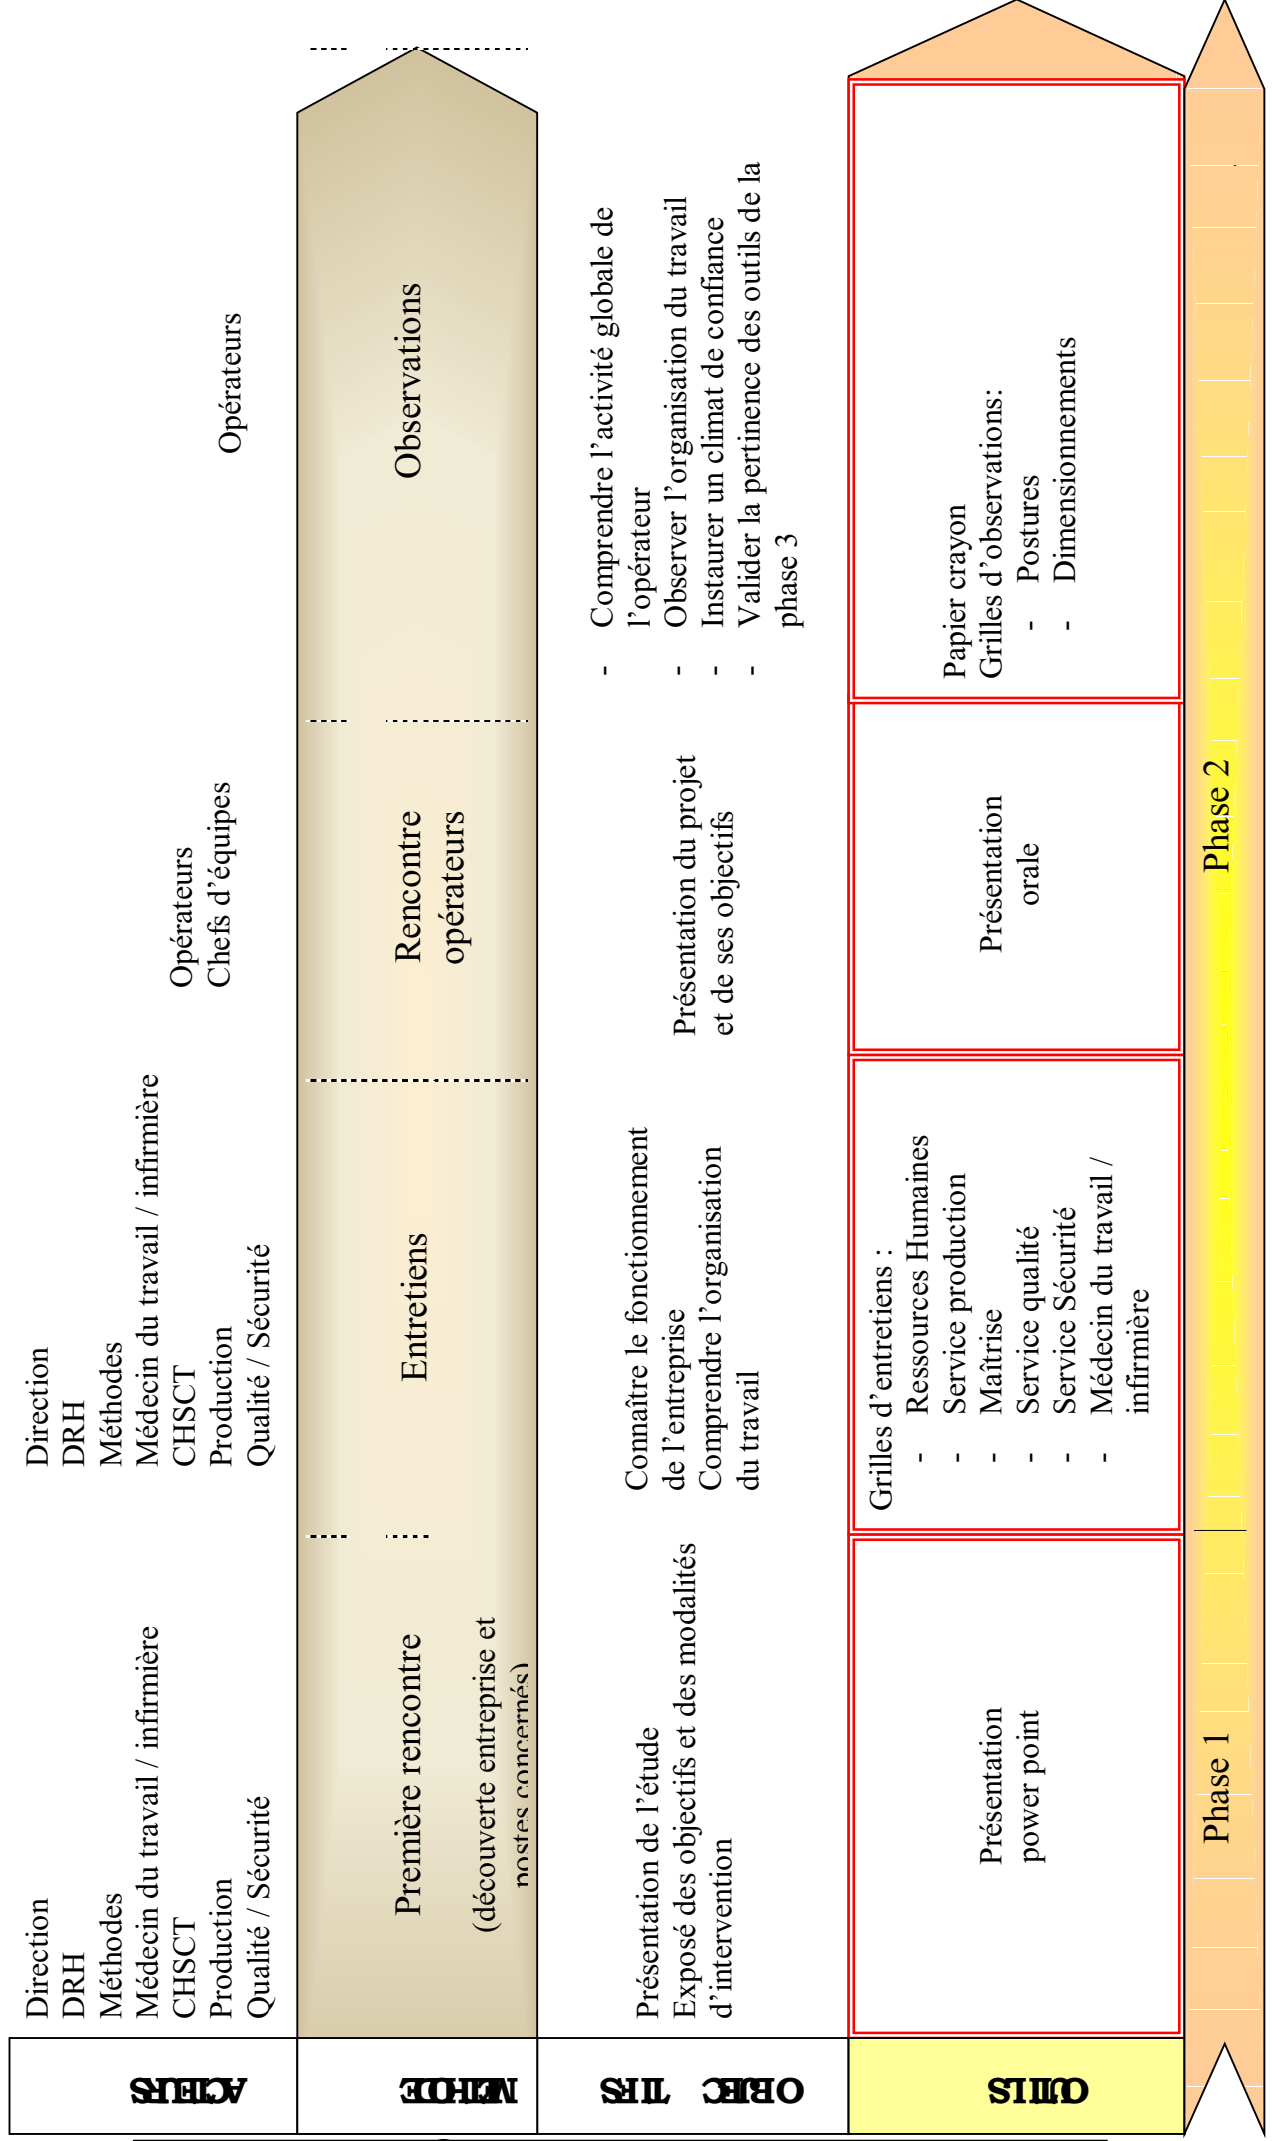 ACTEURS
Direction
DRH
Méthodes
Médecin du travail / infirmière
CHSCT
Production
Qualité / Sécurité
Direction
DRH
Méthodes
Médecin du travail / infirmière
CHSCT
Production
Qualité / Sécurité
Opérateurs
Chefs d’équipes
Opérateurs
METHODE
Première rencontre
(découverte entreprise et
postes concernés)
Entretiens
Rencontre
opérateurs
Observations
OBJEC TIFS
Présentation de l’étude
Exposé des objectifs et des modalités
d’intervention
Connaître le fonctionnement
de l’entreprise
Comprendre l’organisation
du travail
Présentation du projet
et de ses objectifs
- Comprendre l’activité globale de
l’opérateur
- Observer l’organisation du travail
- Instaurer un climat de confiance
- Valider la pertinence des outils de la
phase 3
OUTILS
Présentation
power point
Grilles d’entretiens :
- Ressources Humaines
- Service production
- Maîtrise
- Service qualité
- Service Sécurité
- Médecin du travail /
infirmière
Présentation
orale
Papier crayon
Grilles d’observations:
- Postures
- Dimensionnements
Phase 1
Phase 2